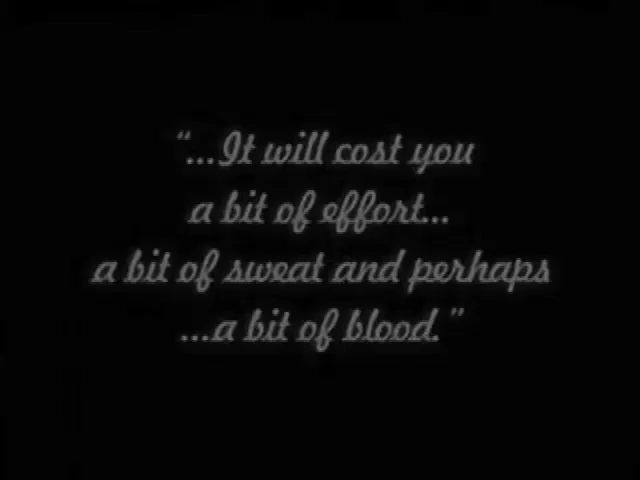 “...It will cost you
a bit of effort...
a bit of sweat and perhaps
...a bit of blood.”